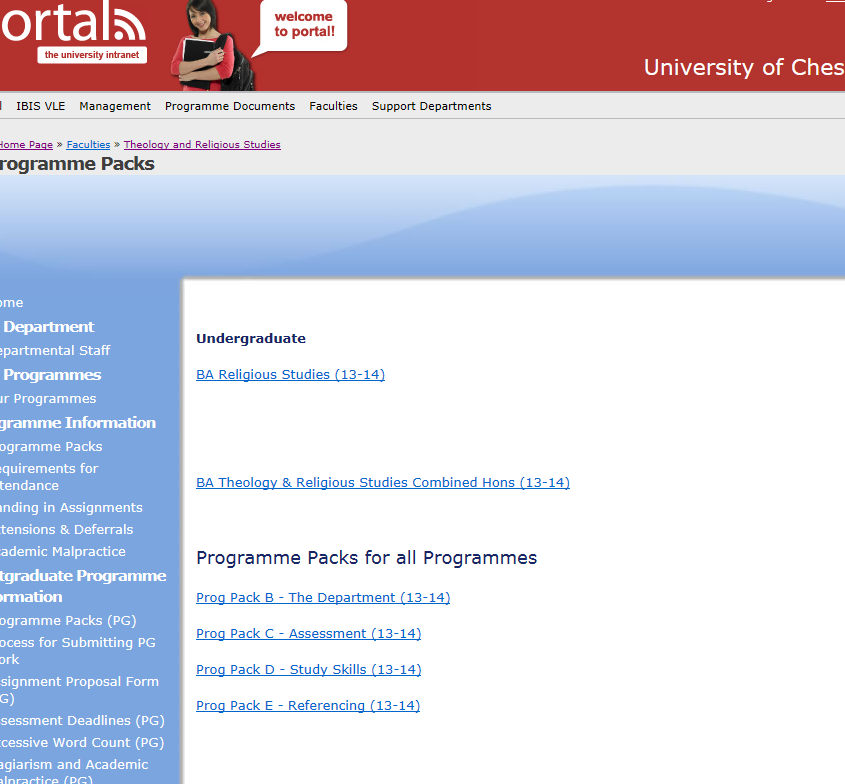 ortal
the university intranet
welcome
to portal!
University of Ches
IBIS VLE Management Programme Documents Faculties Support Departments
Home Page » Faculties » Theology and Religious Studies
rogramme Packs
ome
Department
epartmental Staff
Programmes
ur Programmes
gramme Information
ogramme Packs
equirements for
tendance
anding in Assignments
tensions & Deferrals
cademic Malpractice
tgraduate Programme
ormation
ogramme Packs (PG)
ocess for Submitting PG
ork
signment Proposal Form
G)
sessment Deadlines (PG)
cessive Word Count (PG)
agiarism and Academic
alpractice (PG)
Undergraduate
BA Religious Studies (13-14)
BA Theology & Religious Studies Combined Hons (13-14)
Programme Packs for all Programmes
Prog Pack B - The Department (13-14)
Prog Pack C - Assessment (13-14)
Prog Pack D - Study Skills (13-14)
Prog Pack E - Referencing (13-14)